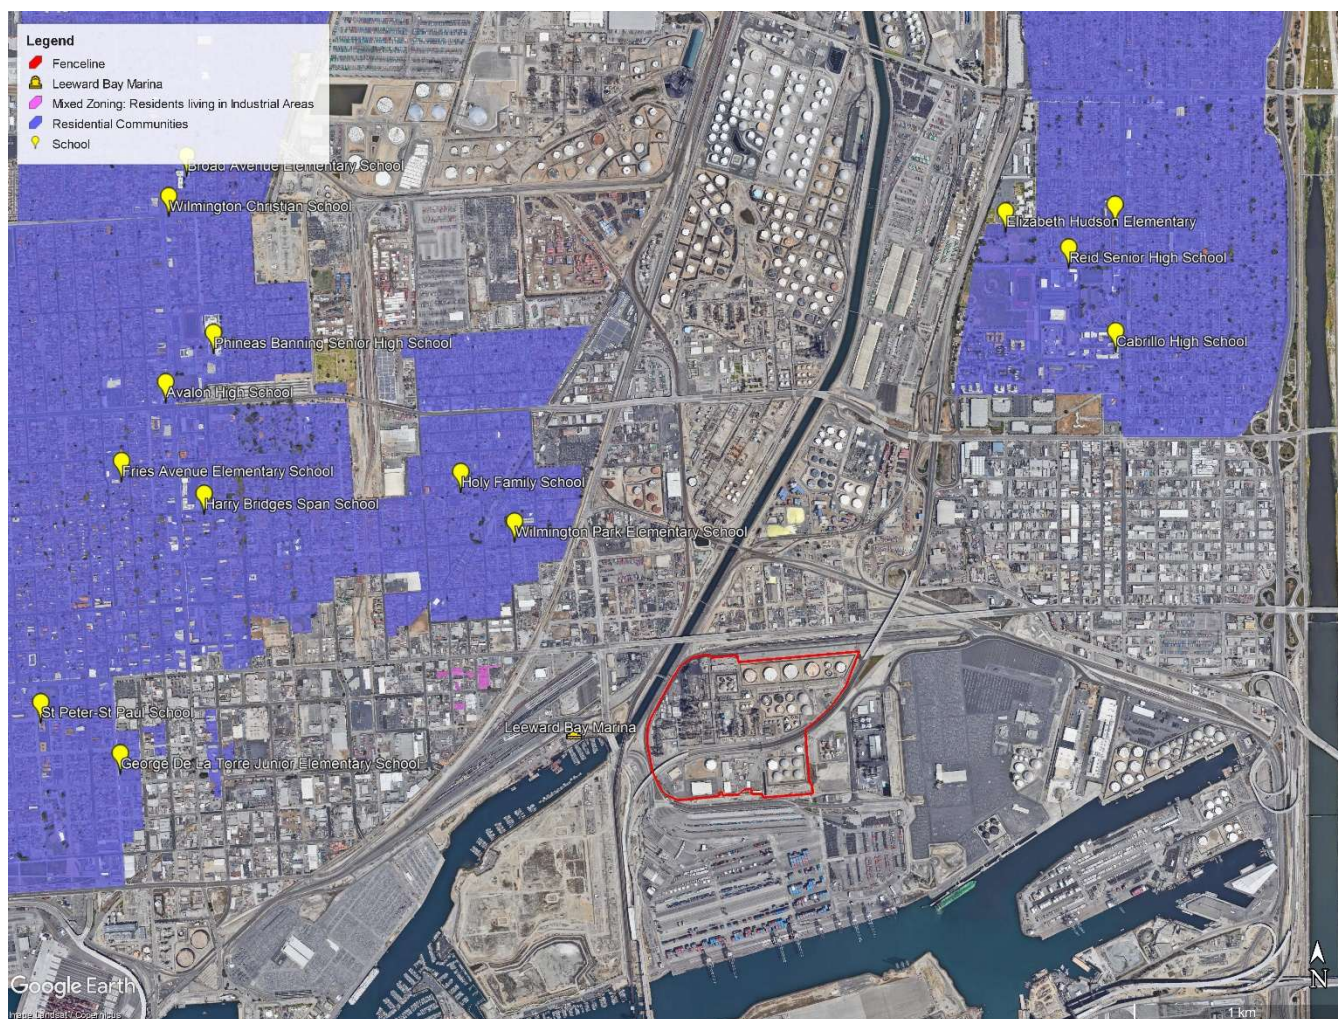 Legend
Fenceline
Leeward Bay Marina
Mixed Zoning: Residents living in Industrial Areas
Residential Communities
School
Broad Avenue Elementary School
Wilmington Christian School
Elizabeth Hudson Elementary
Reid Senior High School
Phineas Banning Senior High School
Cabrillo High School
Avalon High School
Fries Avenue Elementary School
Holy Family School
Harry Bridges Span School
Wilmington Park Elementary School
St Peter-St Paul School
Leeward Bay Marina
George De La Torre Junior Elementary School
Google Earth
N
Image Landsat / Copernicus
1 km